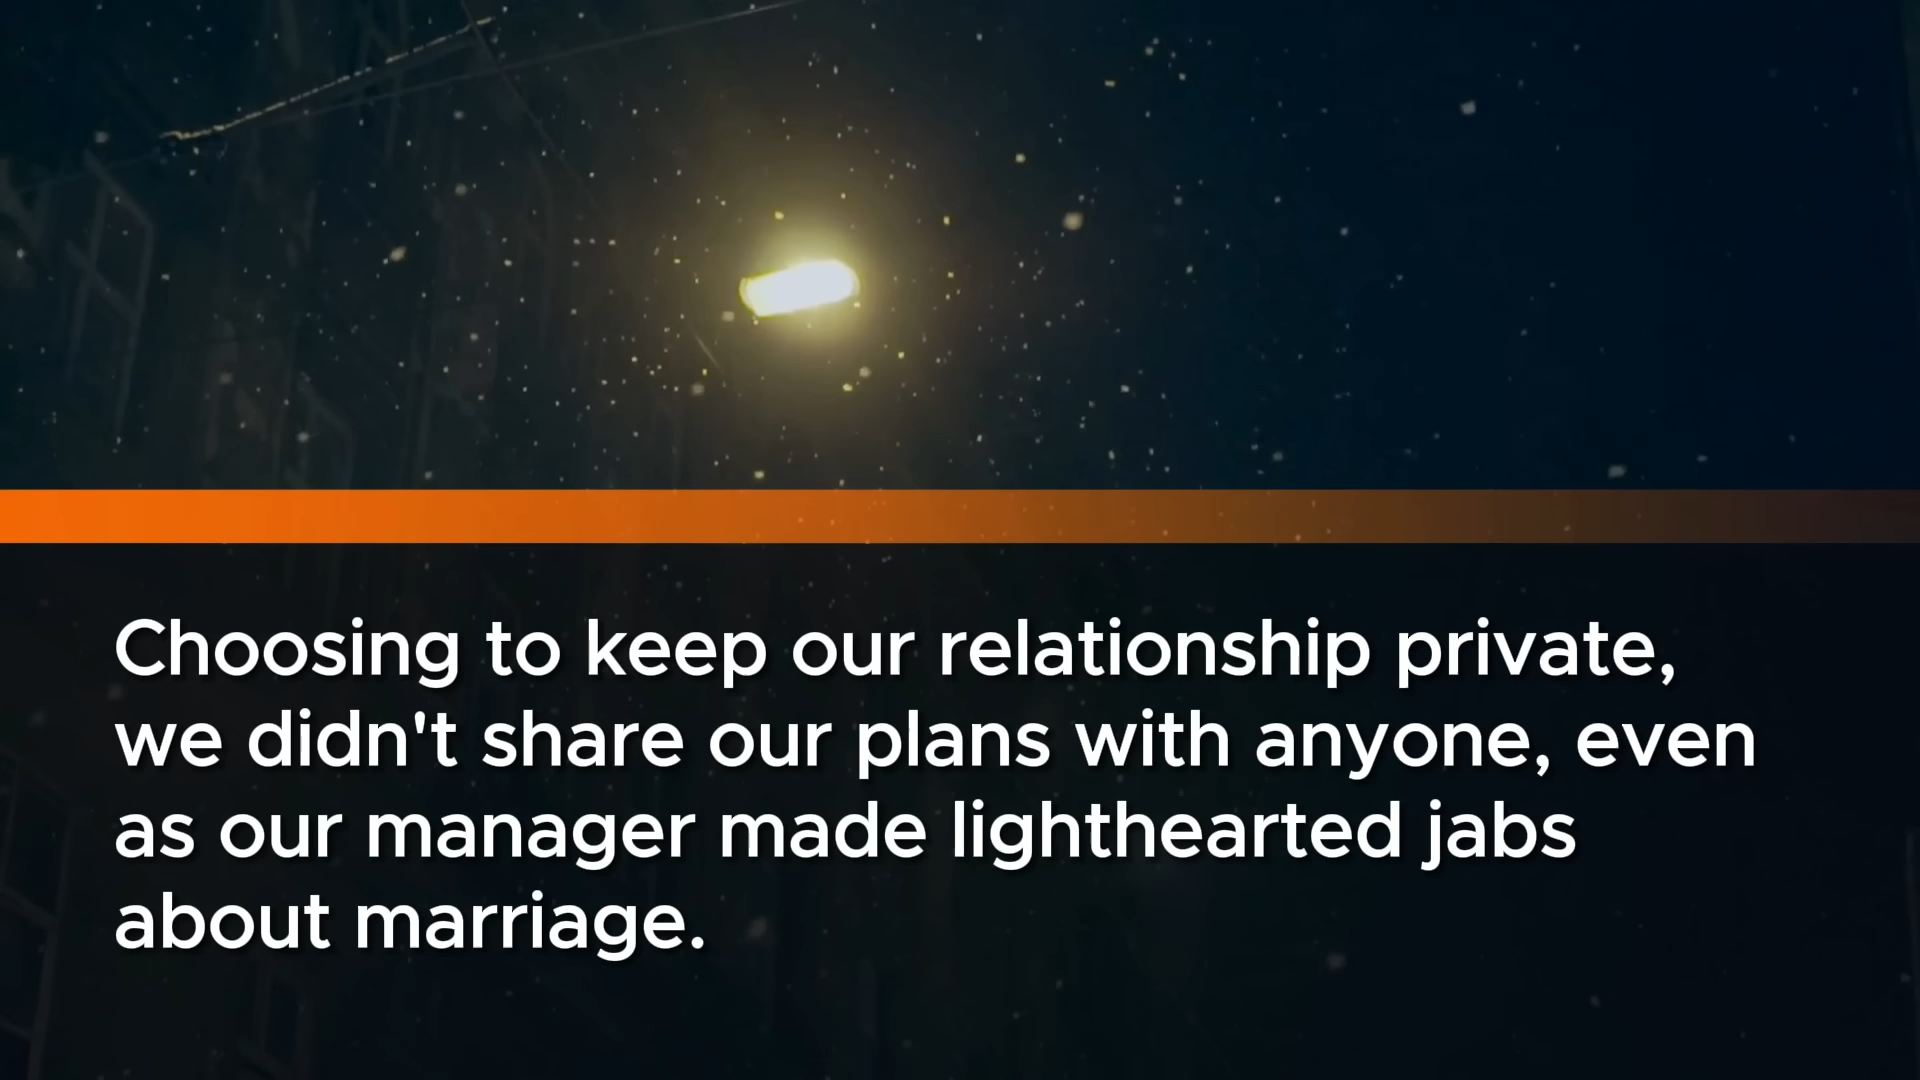 Choosing to keep our relationship private,
we didn't share our plans with anyone, even
as our manager made lighthearted jabs
about marriage.